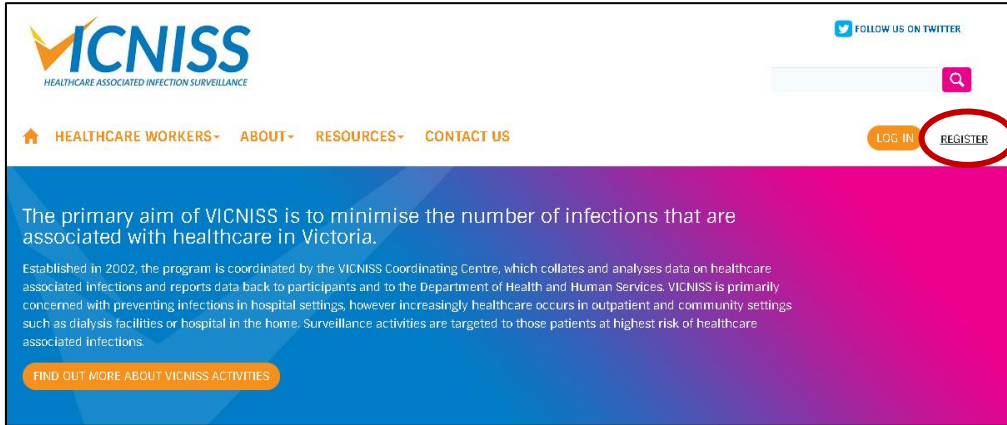 VICNISS
HEALTHCARE ASSOCIATED INFECTION SURVEILLANCE
FOLLOW US ON TWITTER
HEALTHCARE WORKERS
ABOUT
RESOURCES
CONTACT US
LOG IN
REGISTER
The primary aim of VICNISS is to minimise the number of infections that are
associated with healthcare in Victoria.
Established in 2002, the program is coordinated by the VICNISS Coordinating Centre, which collates and analyses data on healthcare
associated infections and reports data back to participants and to the Department of Health and Human Services. VICNISS is primarily
concerned with preventing infections in hospital settings, however increasingly healthcare occurs in outpatient and community settings
such as dialysis facilities or hospital in the home. Surveillance activities are targeted to those patients at highest risk of healthcare
associated infections.
FIND OUT MORE ABOUT VICNISS ACTIVITIES